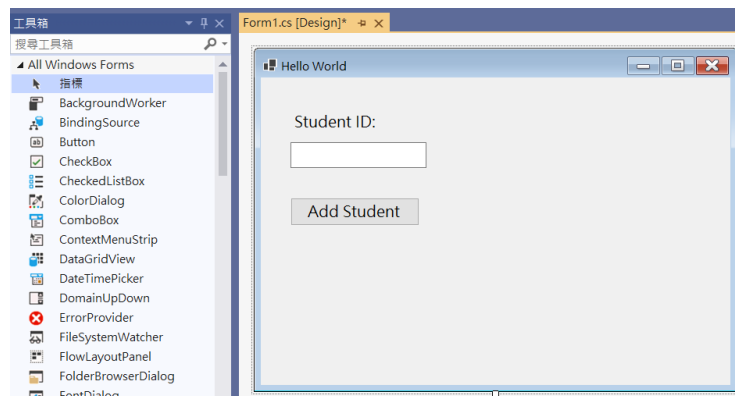 工具箱
搜尋工具箱
All Windows Forms
指標
BackgroundWorker
BindingSource
Button
CheckBox
CheckedListBox
ColorDialog
ComboBox
ContextMenuStrip
DataGridView
DateTimePicker
DomainUpDown
ErrorProvider
FileSystemWatcher
FlowLayoutPanel
FolderBrowserDialog
FontDialog
Form1.cs [Design]*
Hello World
Student ID:
Add Student